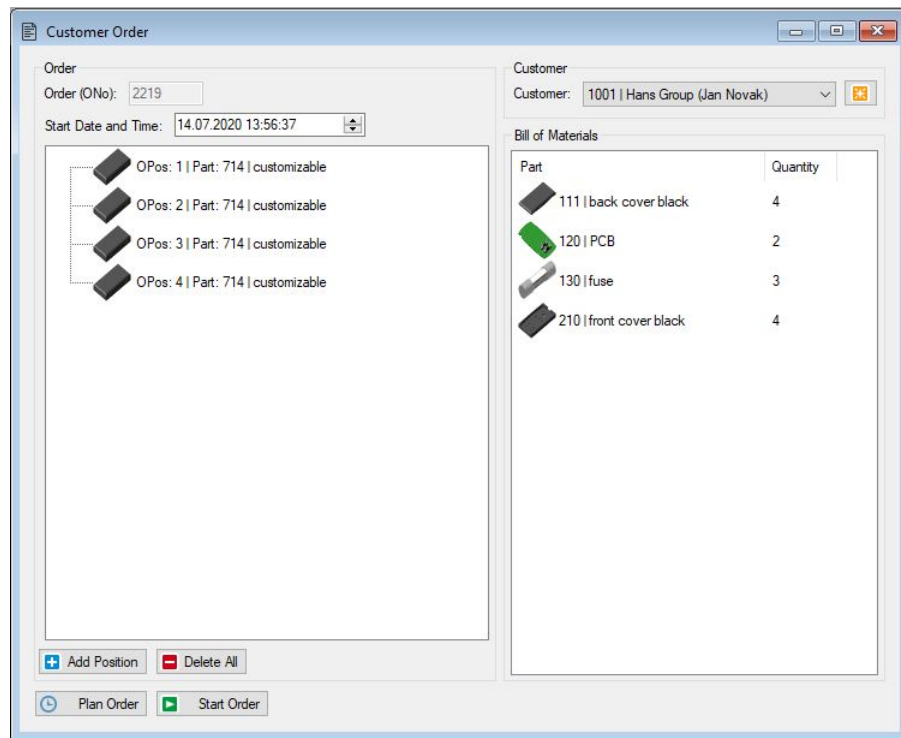 Customer Order
Order
Order (ONo): 2219
Start Date and Time: 14.07.2020 13:56:37
OPos: 1 | Part: 714 | customizable
OPos: 2 | Part: 714 | customizable
OPos: 3 | Part: 714 | customizable
OPos: 4 | Part: 714 | customizable
Add Position Delete All
Plan Order Start Order
Customer
Customer: 1001 | Hans Group (Jan Novak)
Bill of Materials
Part Quantity
111 | back cover black 4
120 | PCB 2
130 | fuse 3
210 | front cover black 4